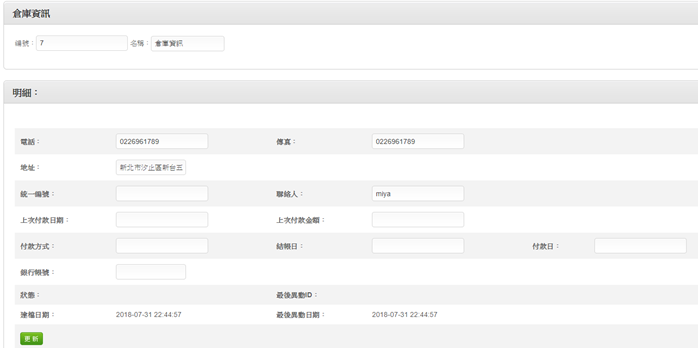 倉庫資訊
編號： 7 名稱： 倉庫資訊
明細：
電話： 0226961789 傳真： 0226961789
地址： 新北市汐止區新台五
統一編號： 聯絡人： miya
上次付款日期： 上次付款金額：
付款方式： 結帳日： 付款日：
銀行帳號：
狀態： 最後異動ID：
建檔日期： 2018-07-31 22:44:57 最後異動日期： 2018-07-31 22:44:57
更新